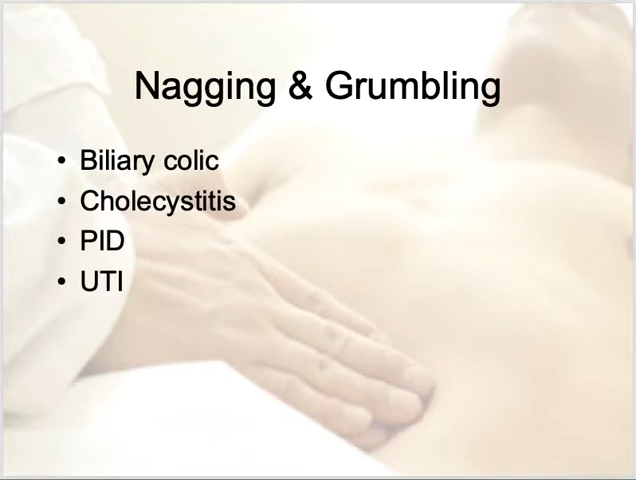 Nagging & Grumbling
• Biliary colic
• Cholecystitis
• PID
• UTI